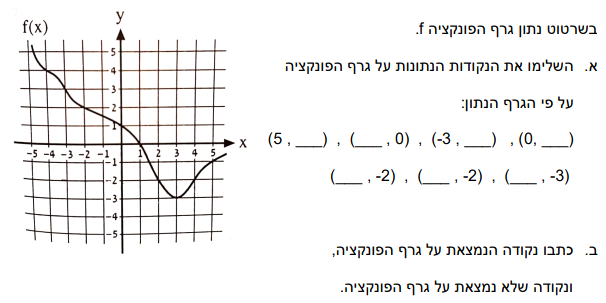 f(x)
y
x
5
4
3
2
1
-5 -4 -3 -2 -1 1 2 3 4 5
-1
-2
-3
-4
-5
בשרטוט נתון גרף הפונקציה f.
א. השלימו את הנקודות הנתונות על גרף הפונקציה
על פי הגרף הנתון:
(5 , ___) , (___ , 0) , (-3 , ___) , (0, ___)
(___ , -2) , (___ , -2) , (___ , -3)
ב. כתבו נקודה הנמצאת על גרף הפונקציה,
ונקודה שלא נמצאת על גרף הפונקציה.